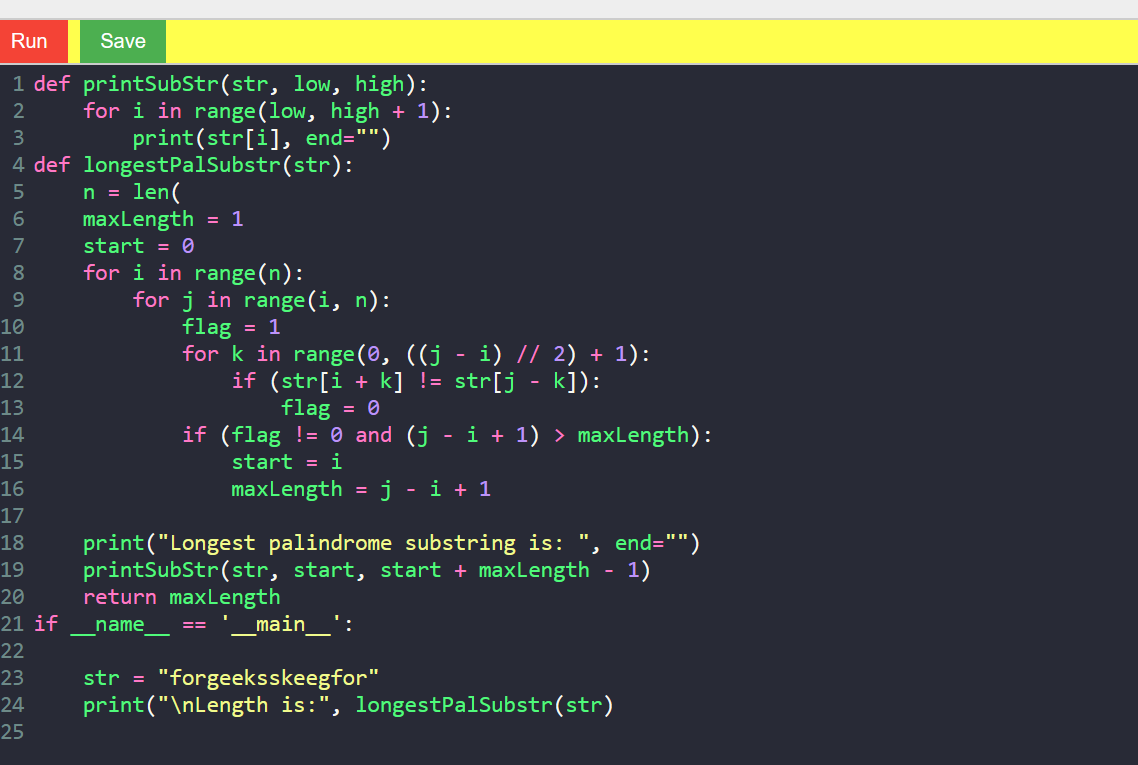 Run Save
1 def printSubStr(str, low, high):
2     for i in range(low, high + 1):
3         print(str[i], end="")
4 def longestPalSubstr(str):
5     n = len(
6     maxLength = 1
7     start = 0
8     for i in range(n):
9         for j in range(i, n):
10             flag = 1
11             for k in range(0, ((j - i) // 2) + 1):
12                 if (str[i + k] != str[j - k]):
13                     flag = 0
14             if (flag != 0 and (j - i + 1) > maxLength):
15                 start = i
16                 maxLength = j - i + 1
17
18     print("Longest palindrome substring is: ", end="")
19     printSubStr(str, start, start + maxLength - 1)
20     return maxLength
21 if __name__ == '__main__':
22
23     str = "forgeeksskeegfor"
24     print("\nLength is:", longestPalSubstr(str)
25